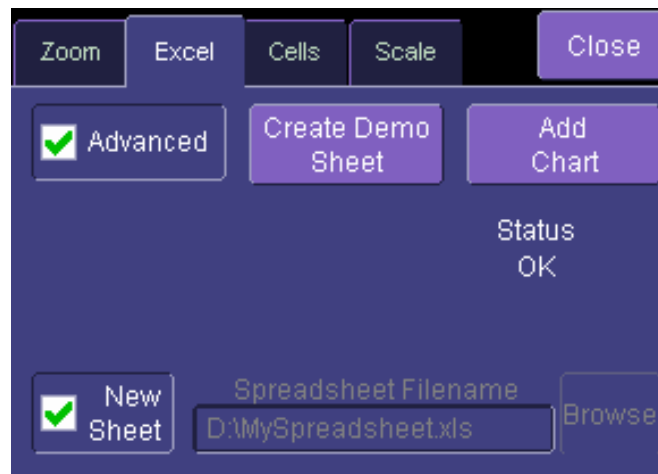 Zoom Excel Cells Scale Close
Advanced
Create Demo
Sheet
Add
Chart
Status
OK
New
Sheet
Spreadsheet Filename
D:\MySpreadsheet.xls
Browse